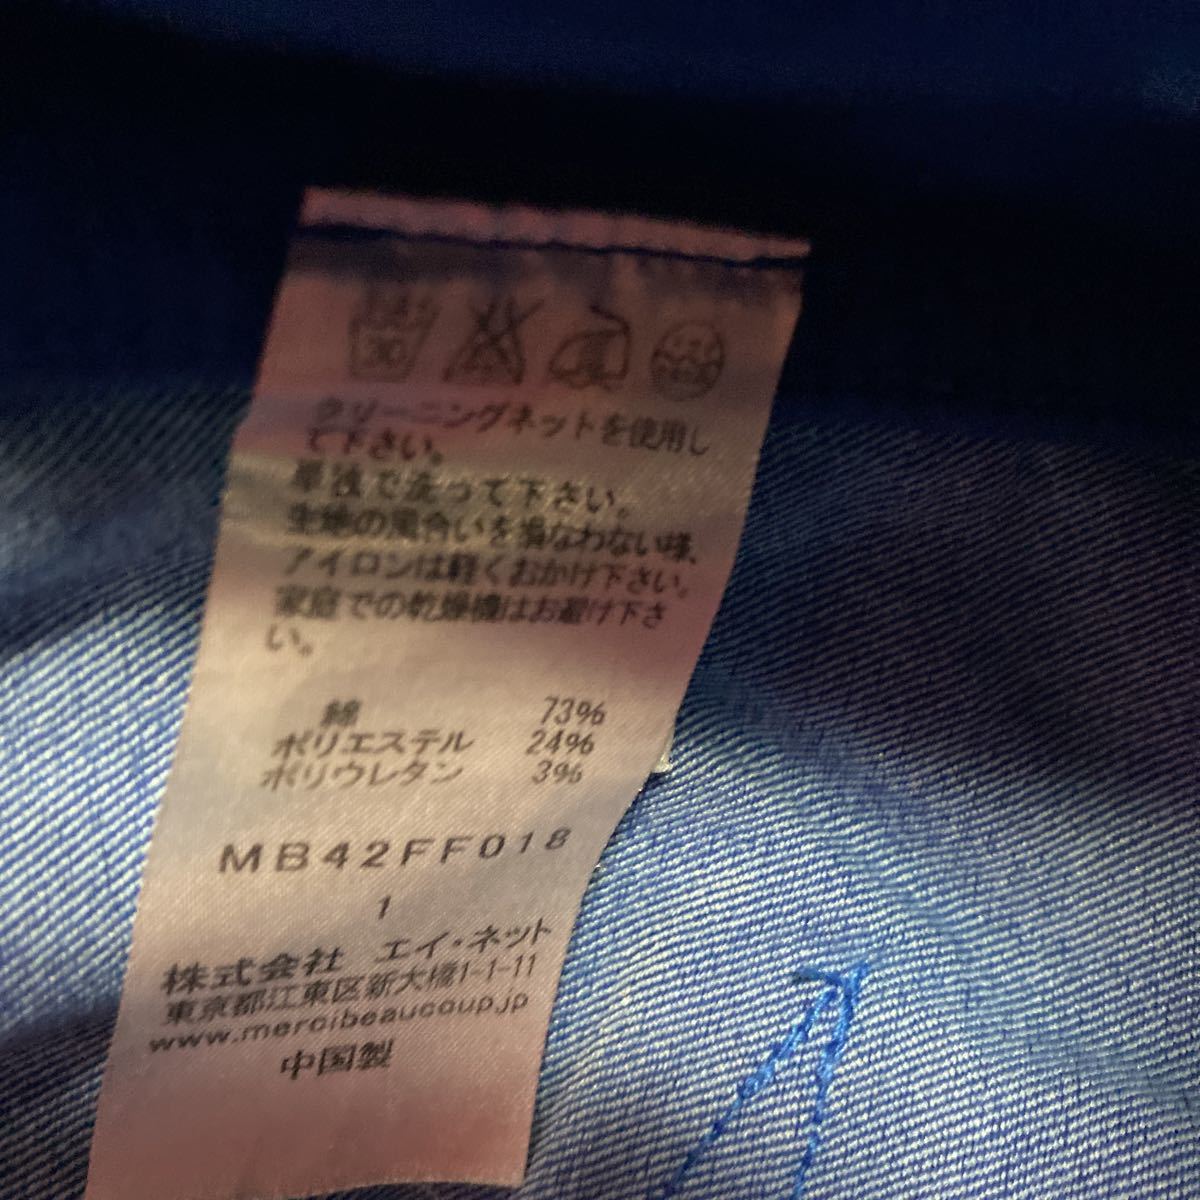 30
クリーニングネットを使用し
て下さい。
単独で洗って下さい。
生地の風合いを損なわない様、
アイロンは軽くおかけ下さい。
家庭での乾燥機はお避け下さ
い。
綿 73%
ポリエステル 24%
ポリウレタン 3%
MB42FF018
1
株式会社 エイ・ネット
東京都江東区新大橋1-1-11
www.mercibeaucoup.jp
中国製